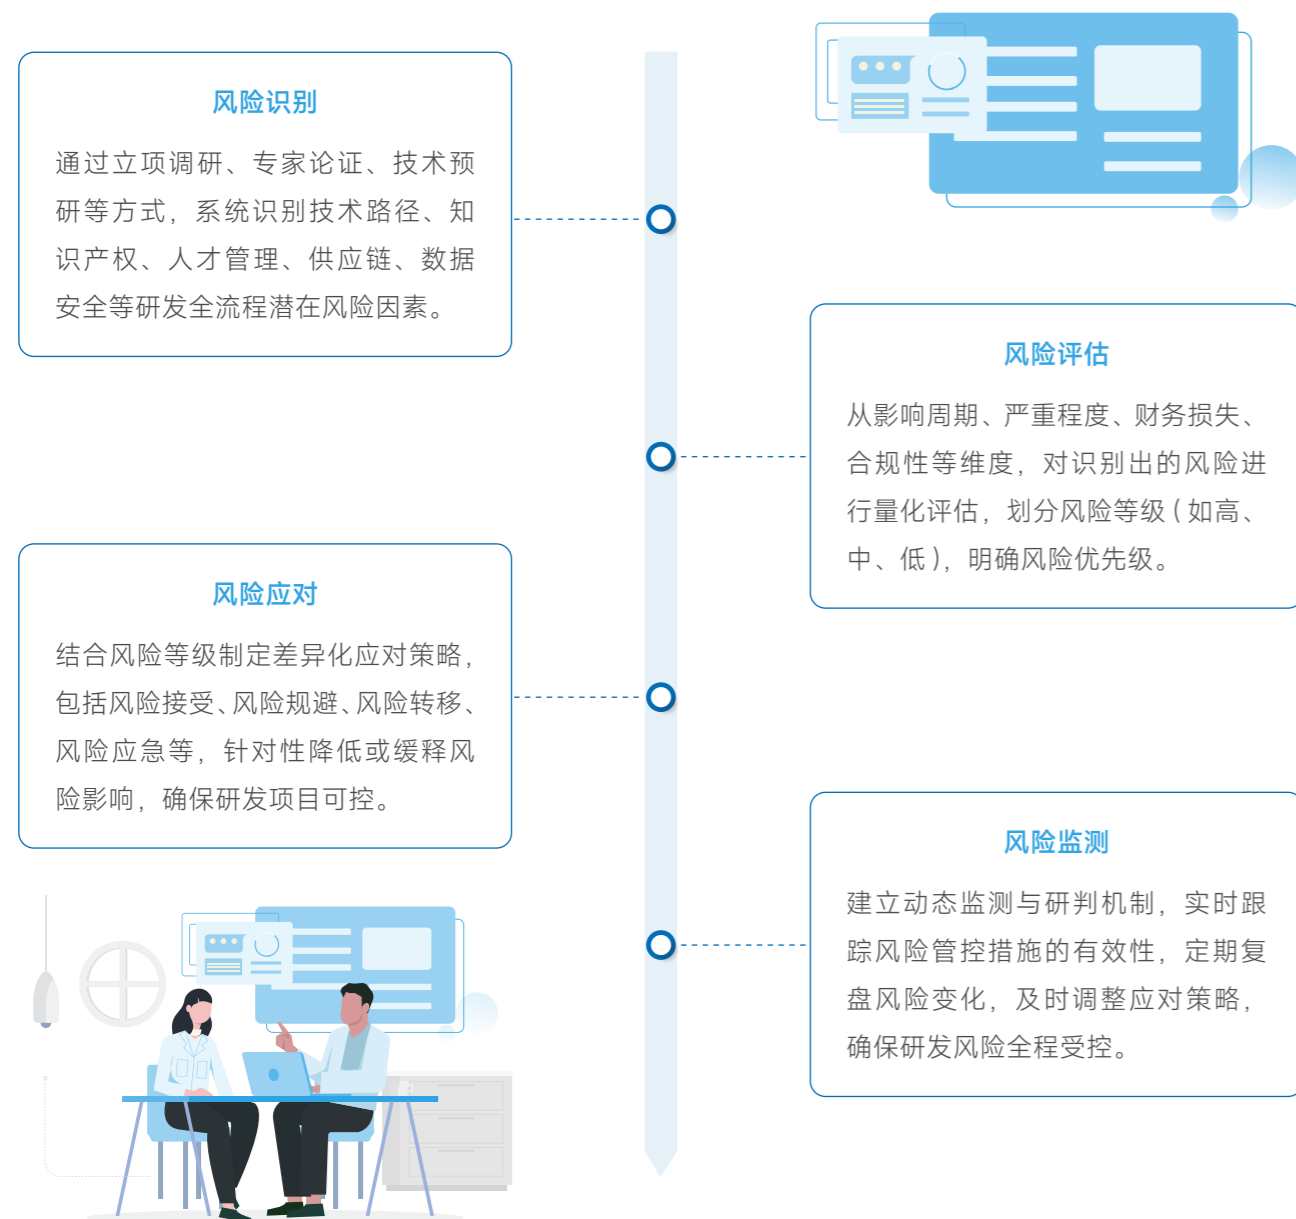 风险识别
通过立项调研、专家论证、技术预
研等方式，系统识别技术路径、知
识产权、人才管理、供应链、数据
安全等研发全流程潜在风险因素。
风险评估
从影响周期、严重程度、财务损失、
合规性等维度，对识别出的风险进
行量化评估，划分风险等级（如高、
中、低），明确风险优先级。
风险应对
结合风险等级制定差异化应对策略，
包括风险接受、风险规避、风险转移、
风险应急等，针对性降低或缓释风
险影响，确保研发项目可控。
风险监测
建立动态监测与研判机制，实时跟
踪风险管控措施的有效性，定期复
盘风险变化，及时调整应对策略，
确保研发风险全程受控。